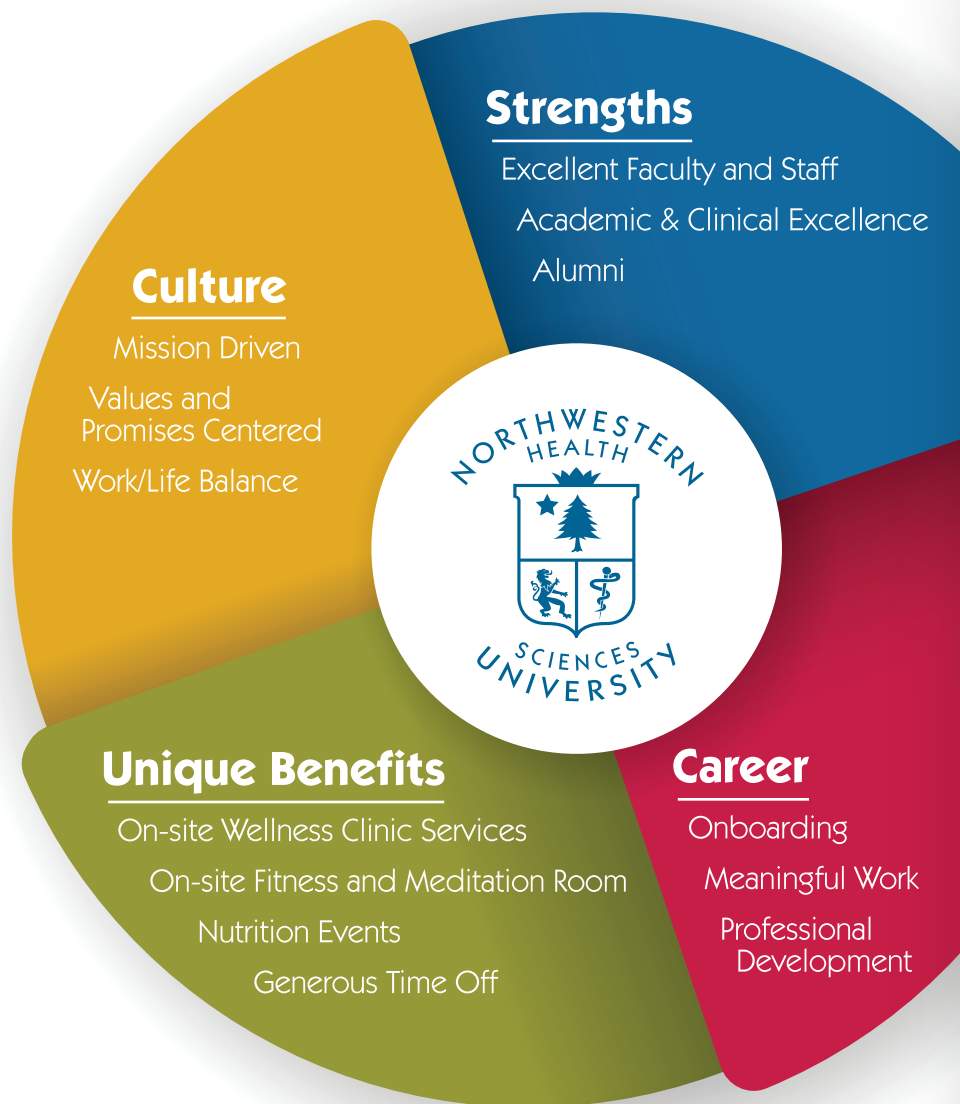 Strengths
Excellent Faculty and Staff
Academic & Clinical Excellence
Alumni
Culture
Mission Driven
Values and
Promises Centered
Work/Life Balance
NORTHWESTERN
HEALTH
SCIENCES
UNIVERSITY
Unique Benefits
On-site Wellness Clinic Services
On-site Fitness and Meditation Room
Nutrition Events
Generous Time Off
Career
Onboarding
Meaningful Work
Professional
Development